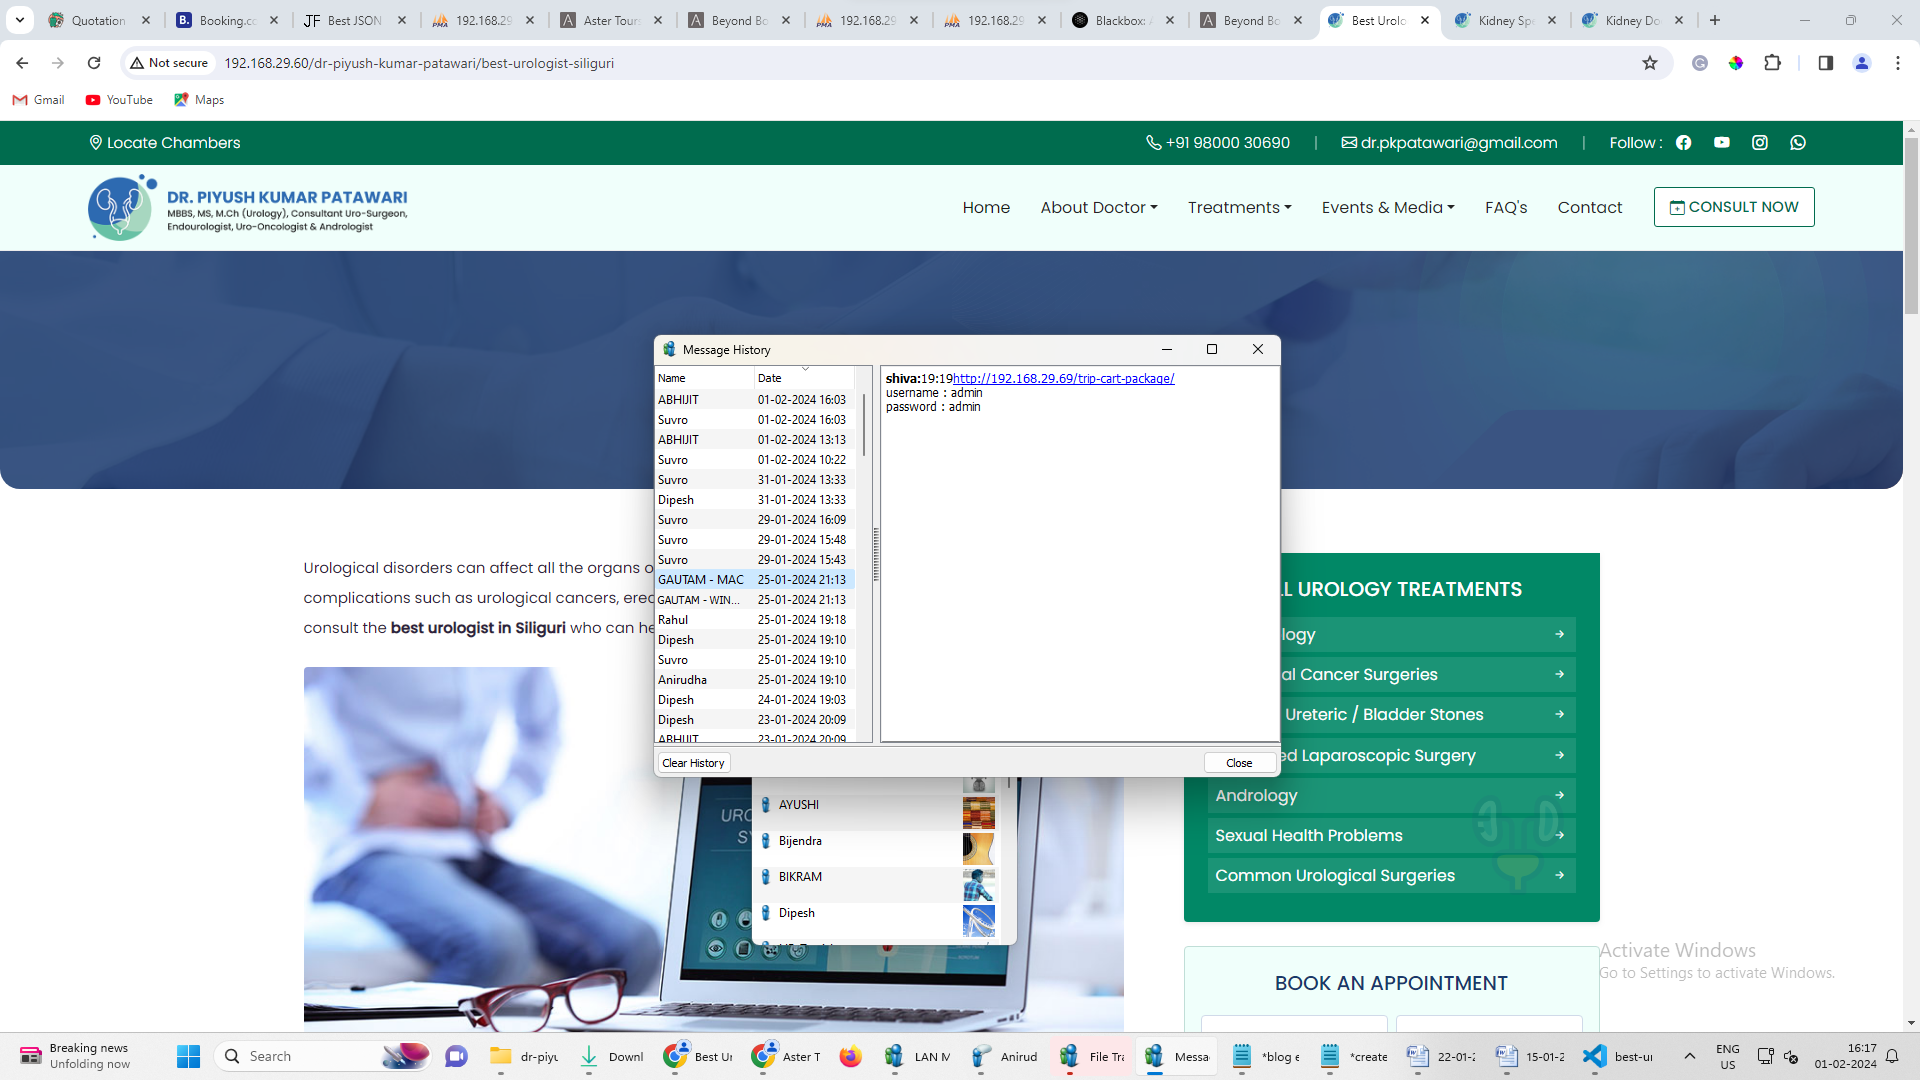 Quotation
Booking.c
Best JSON
192.168.29
Aster Tour
Beyond Bo
192.168.29
192.168.29
Blackbox: A
Beyond Bo
Best Urolo
Kidney Spe
Kidney Do
Not secure
192.168.29.60/dr-piyush-kumar-patawari/best-urologist-siliguri
Gmail
YouTube
Maps
Locate Chambers
+91 98000 30690
dr.pkpatawari@gmail.com
Follow :
DR. PIYUSH KUMAR PATAWARI
MBBS, MS, M.Ch (Urology), Consultant Uro-Surgeon,
Endourologist, Uro-Oncologist & Andrologist
Home
About Doctor
Treatments
Events & Media
FAQ's
Contact
CONSULT NOW
Message History
Name Date
ABHIJIT 01-02-2024 16:03
Suvro 01-02-2024 16:03
ABHIJIT 01-02-2024 13:13
Suvro 01-02-2024 10:22
Suvro 31-01-2024 13:33
Dipesh 31-01-2024 13:33
Suvro 29-01-2024 16:09
Suvro 29-01-2024 15:48
Suvro 29-01-2024 15:43
GAUTAM - MAC 25-01-2024 21:13
GAUTAM - WIN... 25-01-2024 21:13
Rahul 25-01-2024 19:18
Dipesh 25-01-2024 19:10
Suvro 25-01-2024 19:10
Anirudha 25-01-2024 19:10
Dipesh 24-01-2024 19:03
Dipesh 23-01-2024 20:09
ABHIJIT 23-01-2024 20:09
shiva:19:19http://192.168.29.69/trip-cart-package/
username : admin
password : admin
Clear History
Close
Urological disorders can affect all the organs o
complications such as urological cancers, erec
consult the best urologist in Siliguri who can he
AYUSHI
Bijendra
BIKRAM
Dipesh
URO
SY
LL UROLOGY TREATMENTS
logy
al Cancer Surgeries
Ureteric / Bladder Stones
ed Laparoscopic Surgery
Andrology
Sexual Health Problems
Common Urological Surgeries
BOOK AN APPOINTMENT
Activate Windows
Go to Settings to activate Windows.
Breaking news
Unfolding now
Search
dr-piyu
Downl
Best Ur
Aster T
LAN M
Anirud
File Tra
Messa
*blog e
*create
22-01-2
15-01-2
best-ur
ENG
US
16:17
01-02-2024